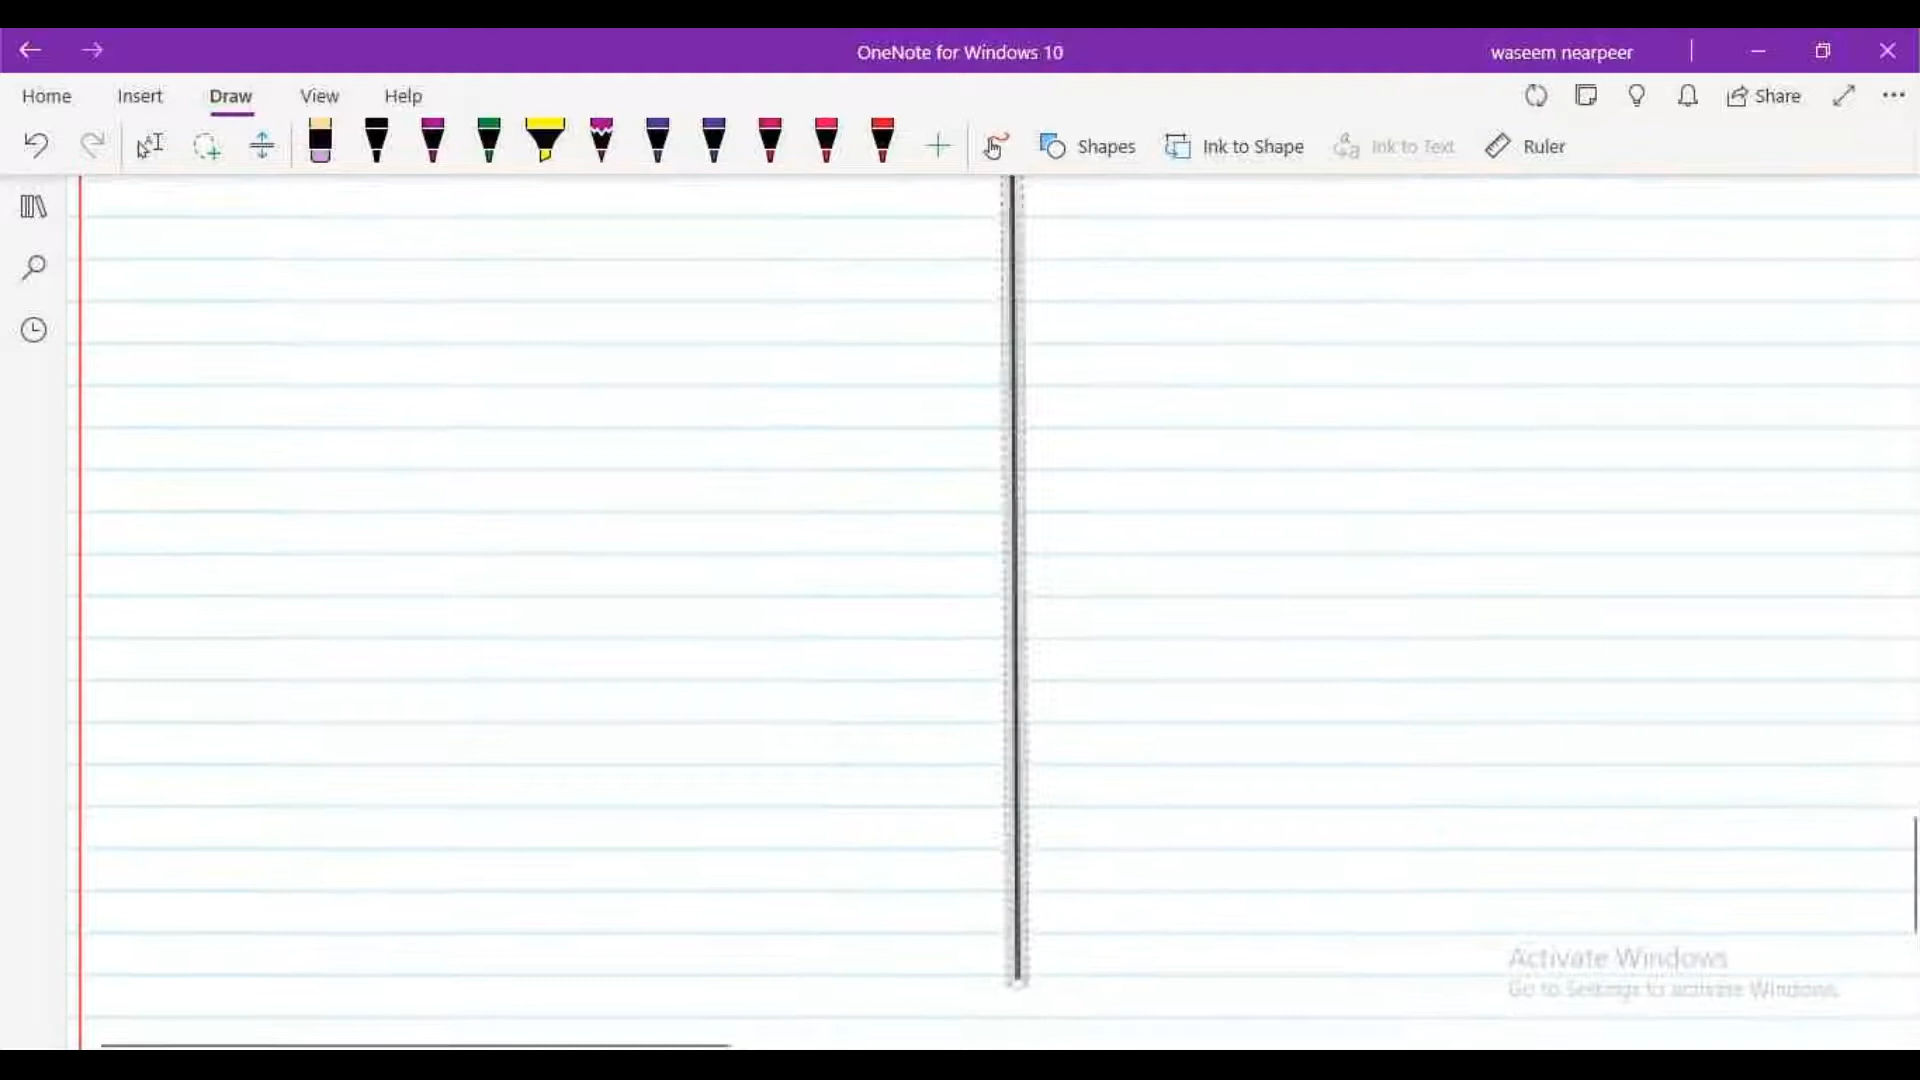 OneNote for Windows 10
waseem nearpeer
Home Insert Draw View Help
Share
Shapes Ink to Shape Ink to Text Ruler
Activate Windows
Go to Settings to activate Windows.